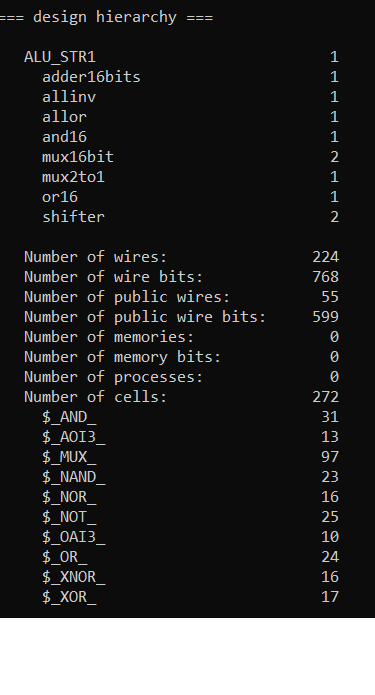 === design hierarchy ===
ALU_STR1 1
adder16bits 1
allinv 1
allor 1
and16 1
mux16bit 2
mux2to1 1
or16 1
shifter 2
Number of wires: 224
Number of wire bits: 768
Number of public wires: 55
Number of public wire bits: 599
Number of memories: 0
Number of memory bits: 0
Number of processes: 0
Number of cells: 272
$_AND_ 31
$_AOI3_ 13
$_MUX_ 97
$_NAND_ 23
$_NOR_ 16
$_NOT_ 25
$_OAI3_ 10
$_OR_ 24
$_XNOR_ 16
$_XOR_ 17